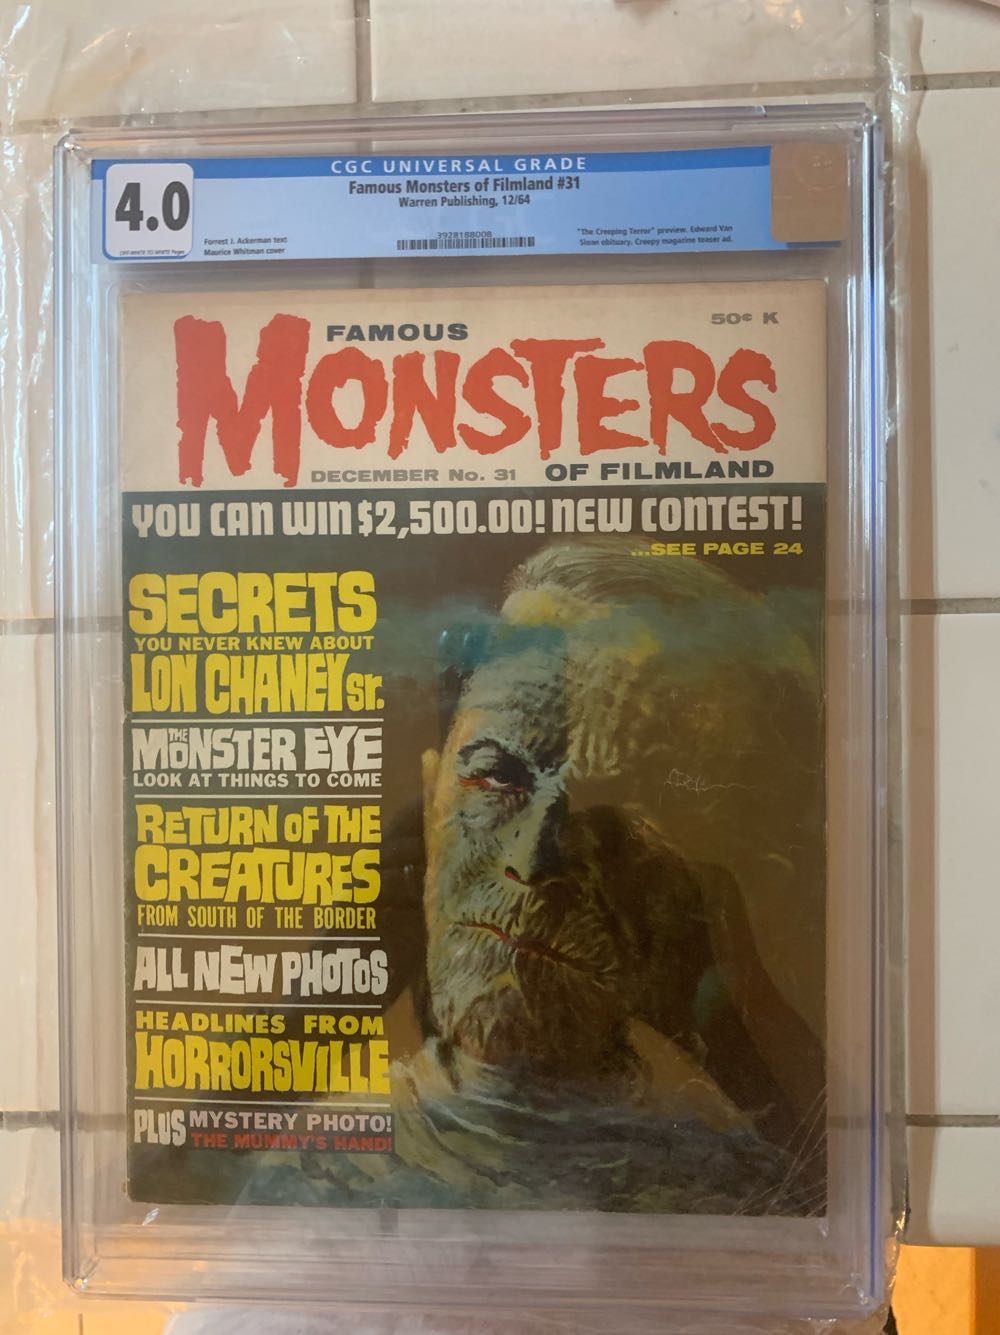 CGC UNIVERSAL GRADE
4.0
OFF-WHITE TO WHITE Pages
Famous Monsters of Filmland #31
Warren Publishing, 12/64
Forrest J. Ackerman text
Maurice Whitman cover
3928188008
"The Creeping Terror" preview. Edward Van
Sloan obituary. Creepy magazine teaser ad.
50¢ K
FAMOUS
MONSTERS
DECEMBER No. 31 OF FILMLAND
YOU CAN WIN $2,500.00! NEW CONTEST!
...SEE PAGE 24
SECRETS
YOU NEVER KNEW ABOUT
LON CHANEY sr.
THE MONSTER EYE
LOOK AT THINGS TO COME
RETURN OF THE
CREATURES
FROM SOUTH OF THE BORDER
ALL NEW PHOTOS
HEADLINES FROM
HORRORSVILLE
PLUS MYSTERY PHOTO!
THE MUMMY'S HAND!